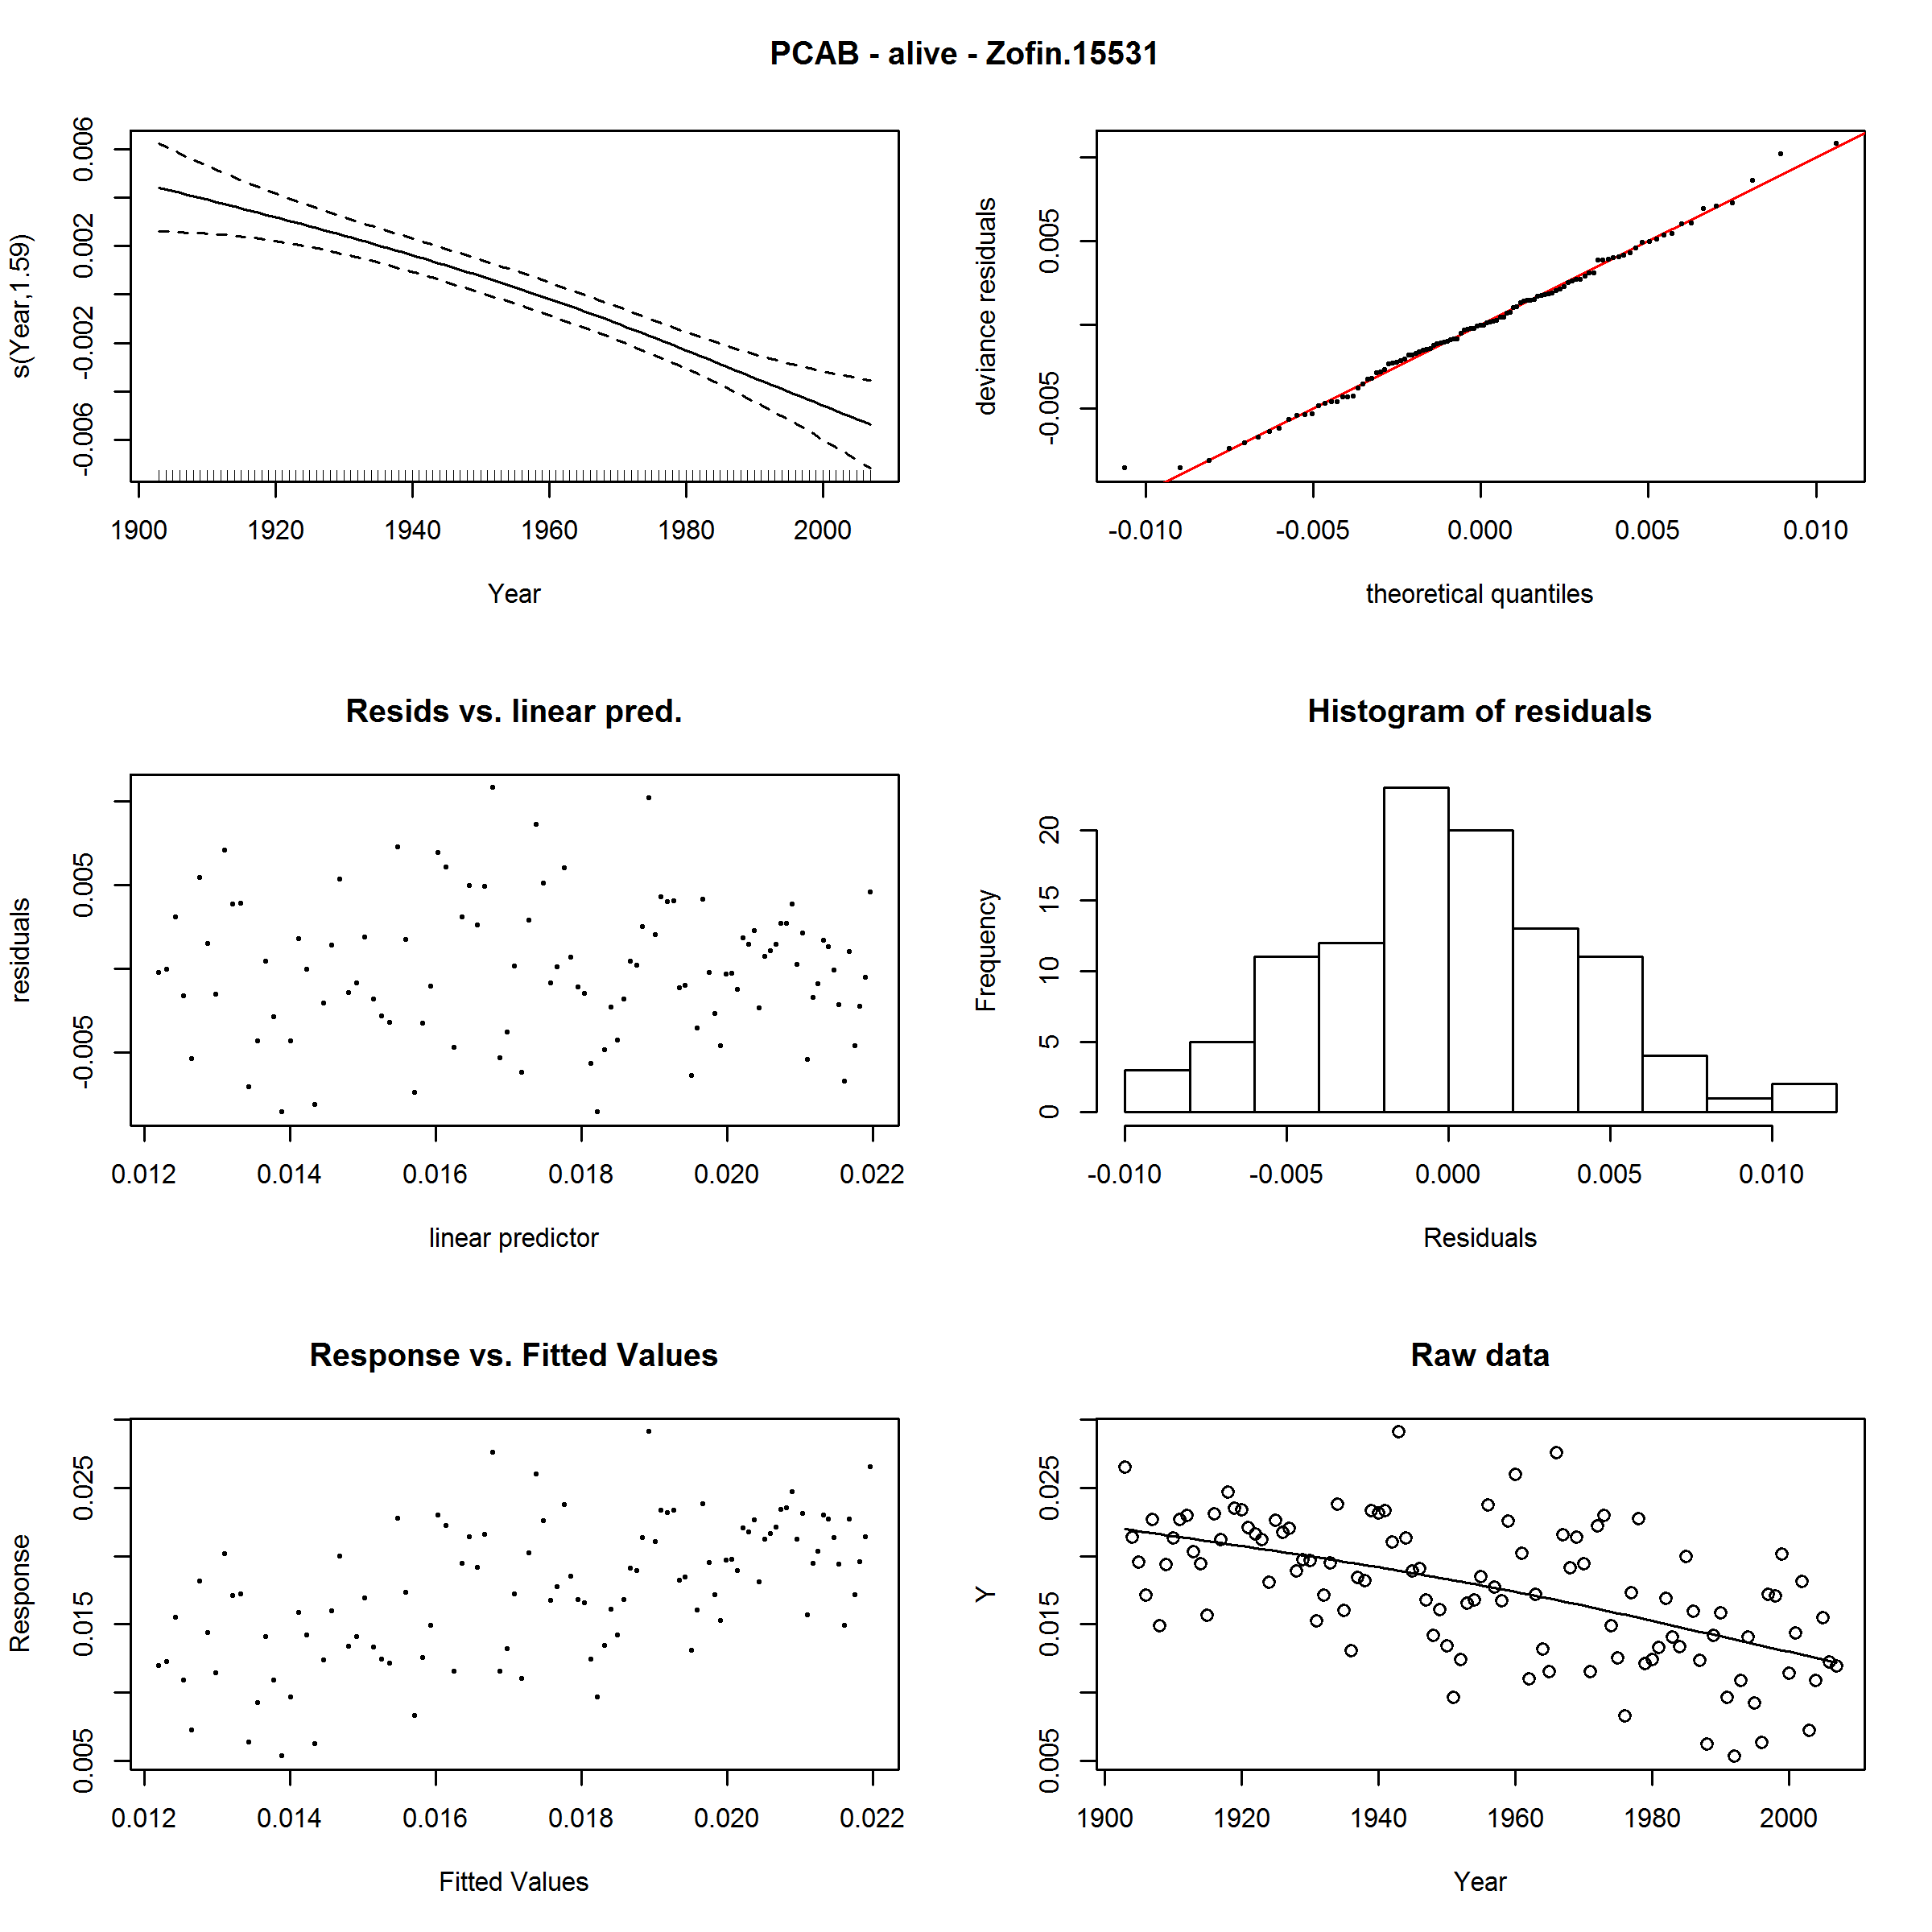 PCAB - alive - Zofin.15531
s(Year,1.59)
0.006
0.002
-0.002
-0.006
1900 1920 1940 1960 1980 2000
Year
deviance residuals
0.005
-0.005
-0.010 -0.005 0.000 0.005 0.010
theoretical quantiles
Resids vs. linear pred.
residuals
0.005
-0.005
0.012 0.014 0.016 0.018 0.020 0.022
linear predictor
Histogram of residuals
Frequency
20
15
10
5
0
-0.010 -0.005 0.000 0.005 0.010
Residuals
Response vs. Fitted Values
Response
0.025
0.015
0.005
0.012 0.014 0.016 0.018 0.020 0.022
Fitted Values
Raw data
Y
0.025
0.015
0.005
1900 1920 1940 1960 1980 2000
Year